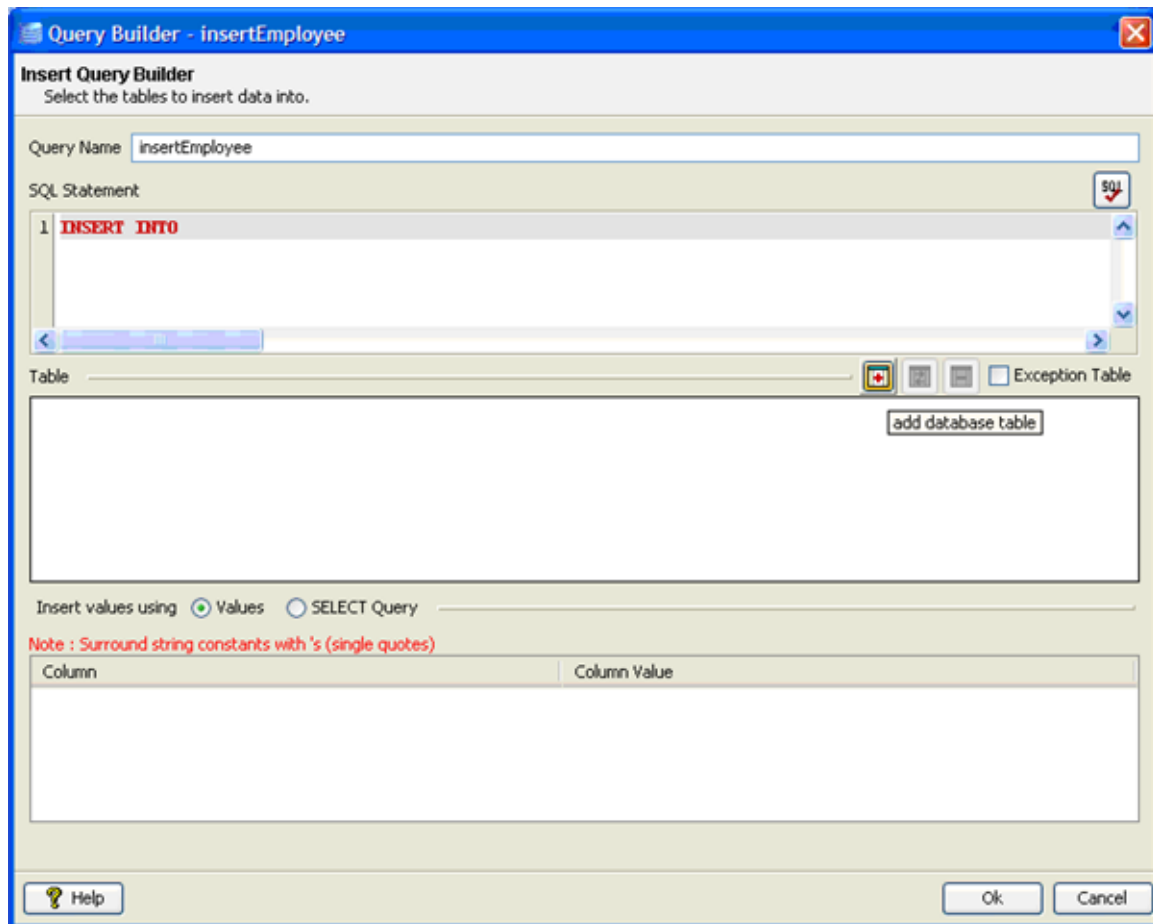 Query Builder - insertEmployee
Insert Query Builder
Select the tables to insert data into.
Query Name insertEmployee
SQL Statement
SQL
1 INSERT INTO
Table
Exception Table
add database table
Insert values using Values SELECT Query
Note : Surround string constants with 's (single quotes)
Column Column Value
Help Ok Cancel